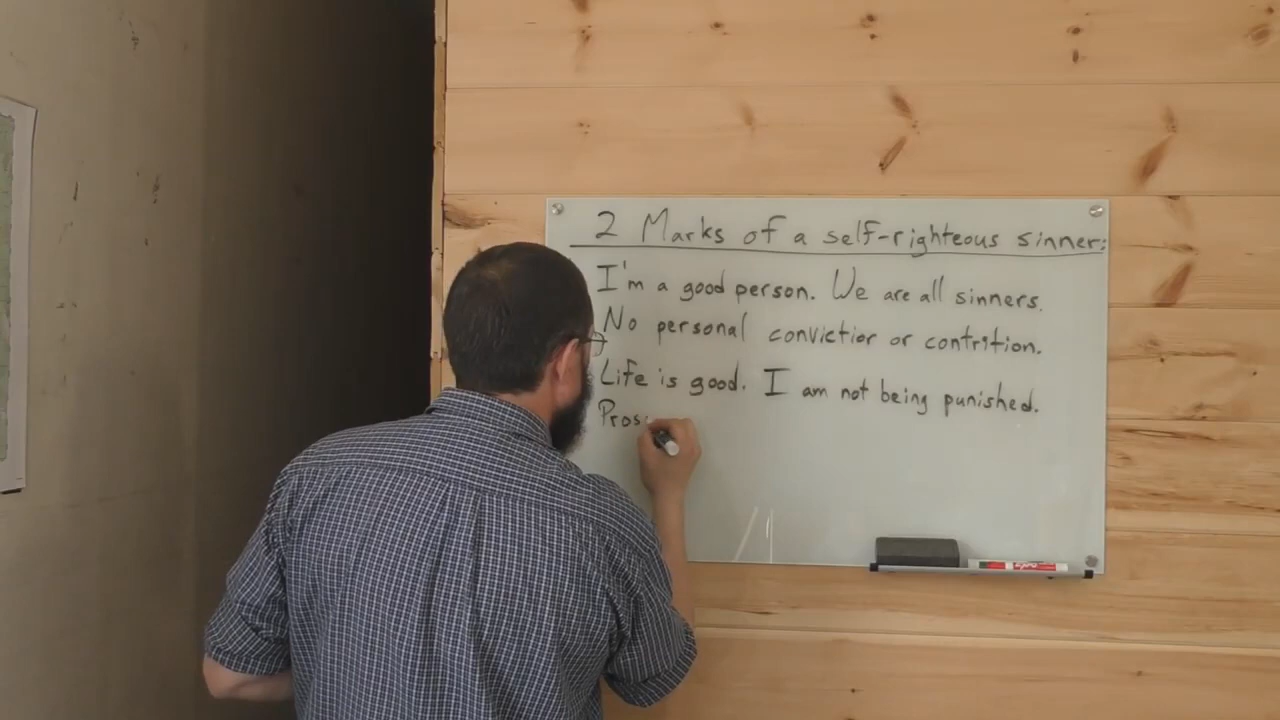 2 Marks of a self-righteous sinner:
I'm a good person. We are all sinners.
No personal conviction or contrition.
Life is good. I am not being punished.
Pros
EXPO